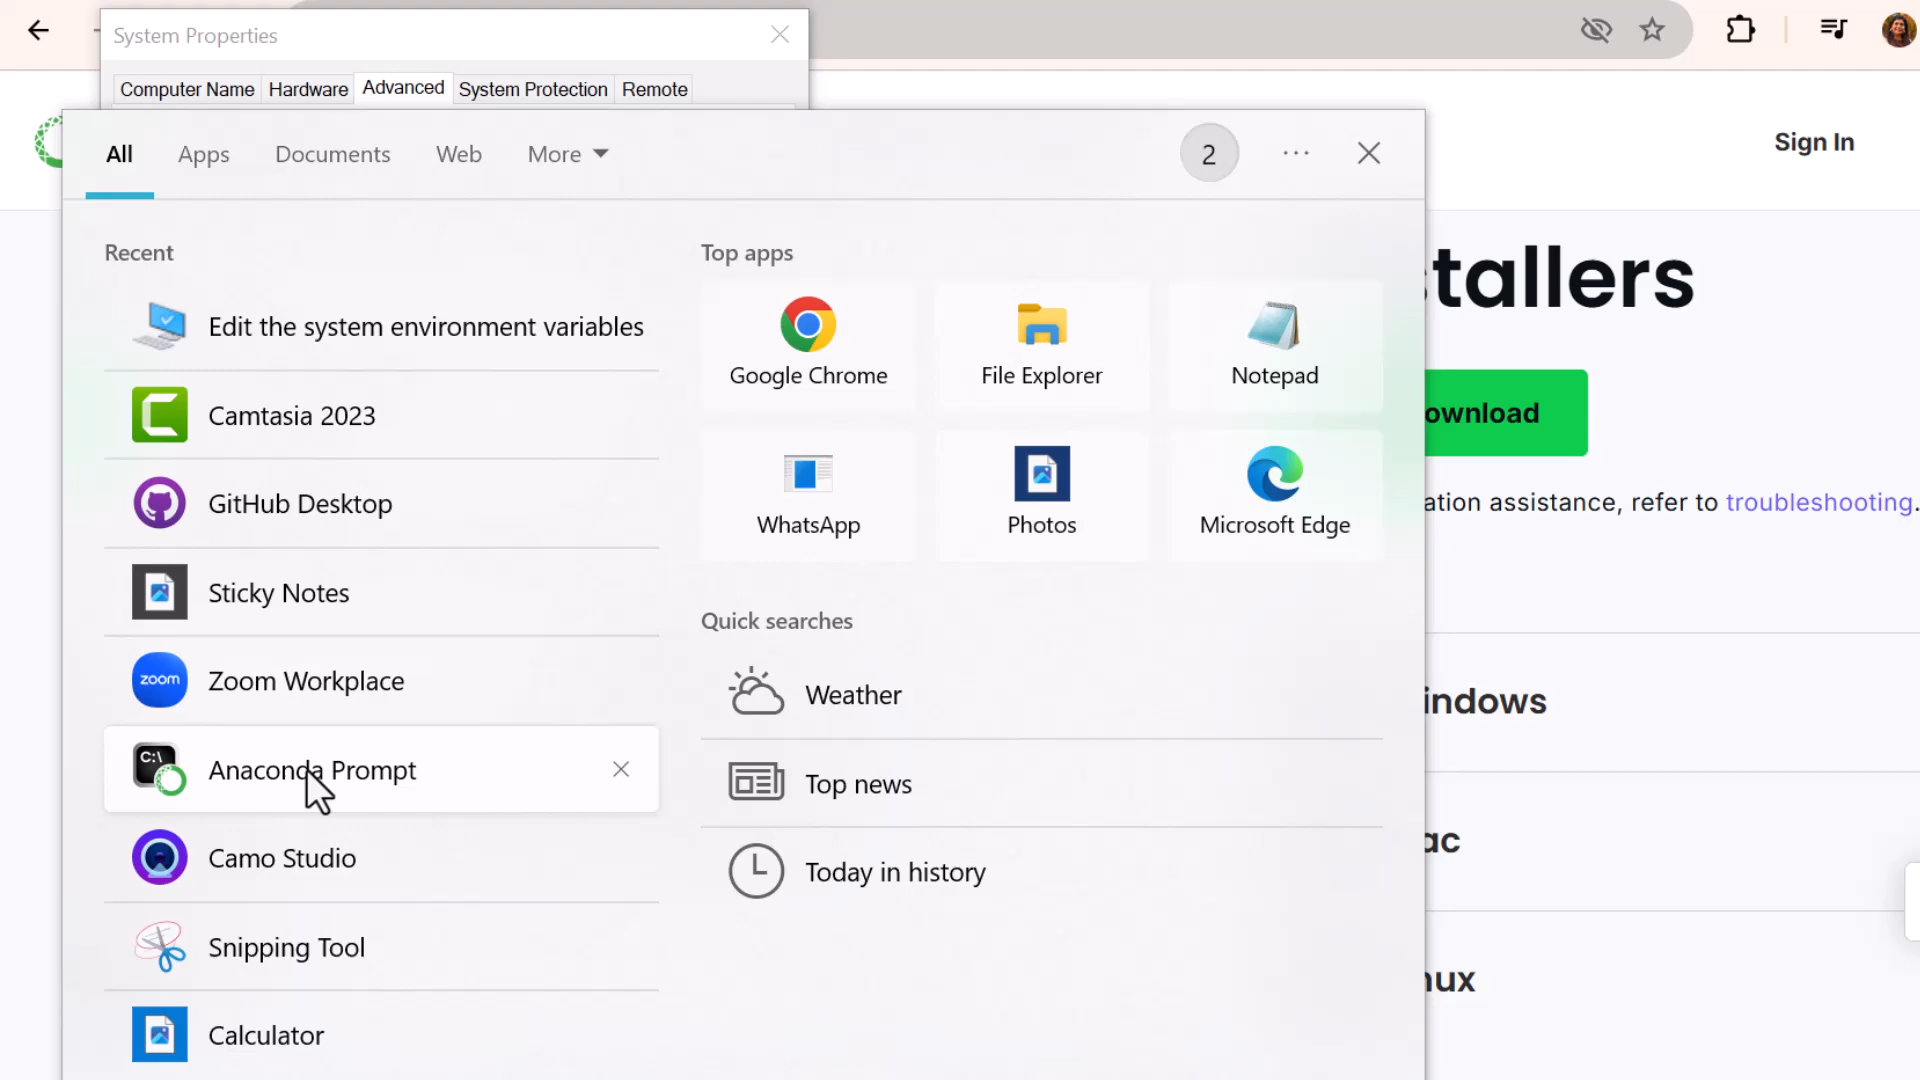 System Properties
Computer Name Hardware Advanced System Protection Remote
All Apps Documents Web More 2 ...
Sign In
Recent
Edit the system environment variables
Camtasia 2023
GitHub Desktop
Sticky Notes
zoom Zoom Workplace
C:\ Anaconda Prompt
Camo Studio
Snipping Tool
Calculator
Top apps
Google Chrome File Explorer Notepad
WhatsApp Photos Microsoft Edge
Quick searches
Weather
Top news
Today in history
stallers
ownload
ation assistance, refer to troubleshooting.
indows
ac
nux